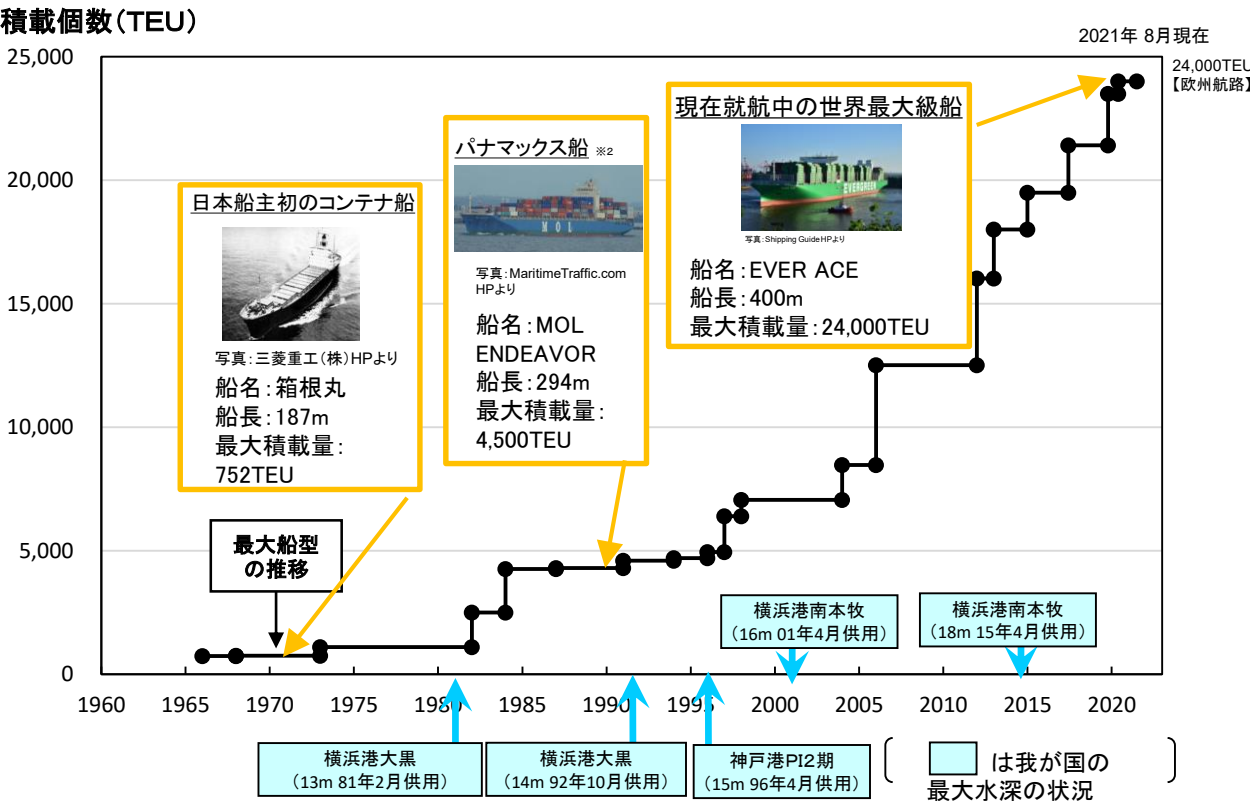 積載個数（TEU）
2021年 8月現在
24,000TEU
【欧州航路】
25,000
20,000
15,000
10,000
5,000
0
現在就航中の世界最大級船
EVERGREEN
写真：Shipping GuideHPより
船名：EVER ACE
船長：400m
最大積載量：24,000TEU
パナマックス船 ※2
MOL
写真：MaritimeTraffic.com
HPより
船名：MOL
ENDEAVOR
船長：294m
最大積載量：
4,500TEU
日本船主初のコンテナ船
写真：三菱重工（株）HPより
船名：箱根丸
船長：187m
最大積載量：
752TEU
最大船型
の推移
横浜港南本牧
（16m 01年4月供用）
横浜港南本牧
（18m 15年4月供用）
1960 1965 1970 1975 1980 1985 1990 1995 2000 2005 2010 2015 2020
横浜港大黒
（13m 81年2月供用）
横浜港大黒
（14m 92年10月供用）
神戸港PI2期
（15m 96年4月供用）
は我が国の
最大水深の状況